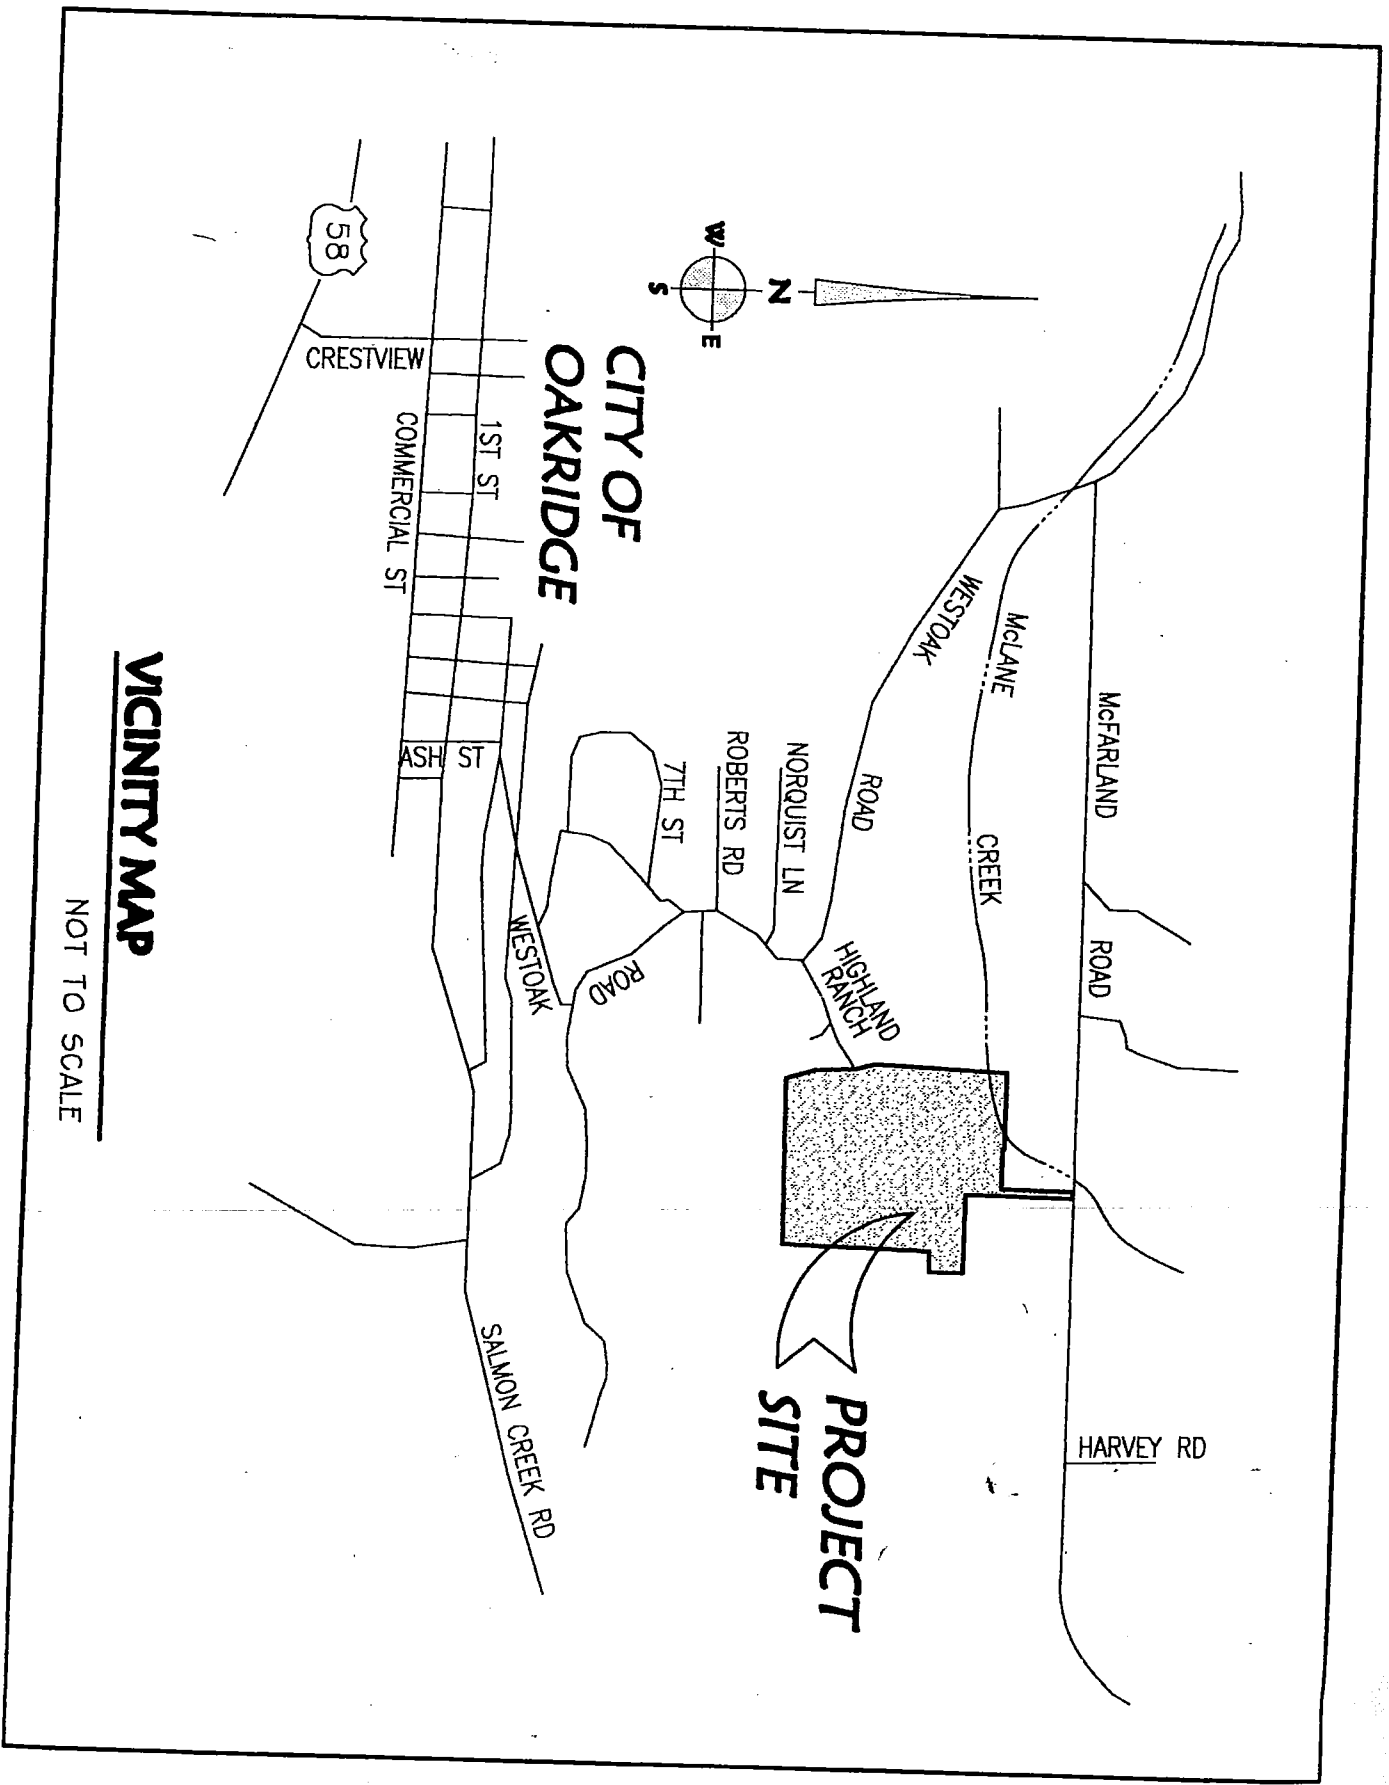 McFARLAND
ROAD
HARVEY RD
McLANE
CREEK
WESTOAK
ROAD
HIGHLAND
RANCH
N
W
E
S
NORQUIST LN
ROBERTS RD
7TH ST
PROJECT
SITE
CITY OF
OAKRIDGE
ROAD
WESTOAK
1ST ST
ASH ST
COMMERCIAL ST
CRESTVIEW
58
SALMON CREEK RD
VICINITY MAP
NOT TO SCALE